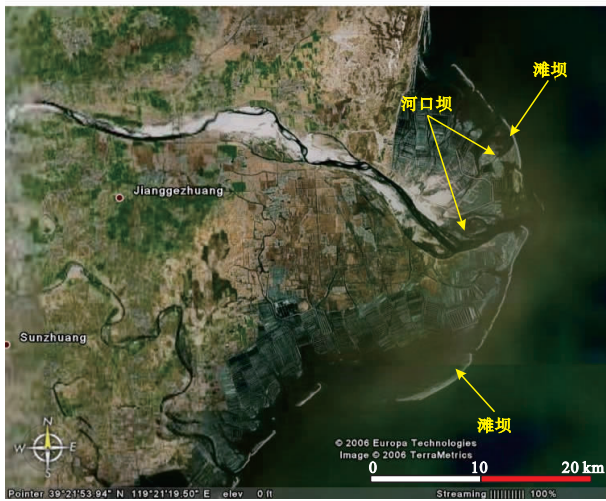 滩坝
河口坝
Jianggezhuang
Sunzhuang
滩坝
N
W E
S
© 2006 Europa Technologies
Image © 2006 TerraMetrics
0 10 20 km
Pointer 39°21'53.94" N 119°21'19.50" E elev 0 ft Streaming ||||||||| 100%